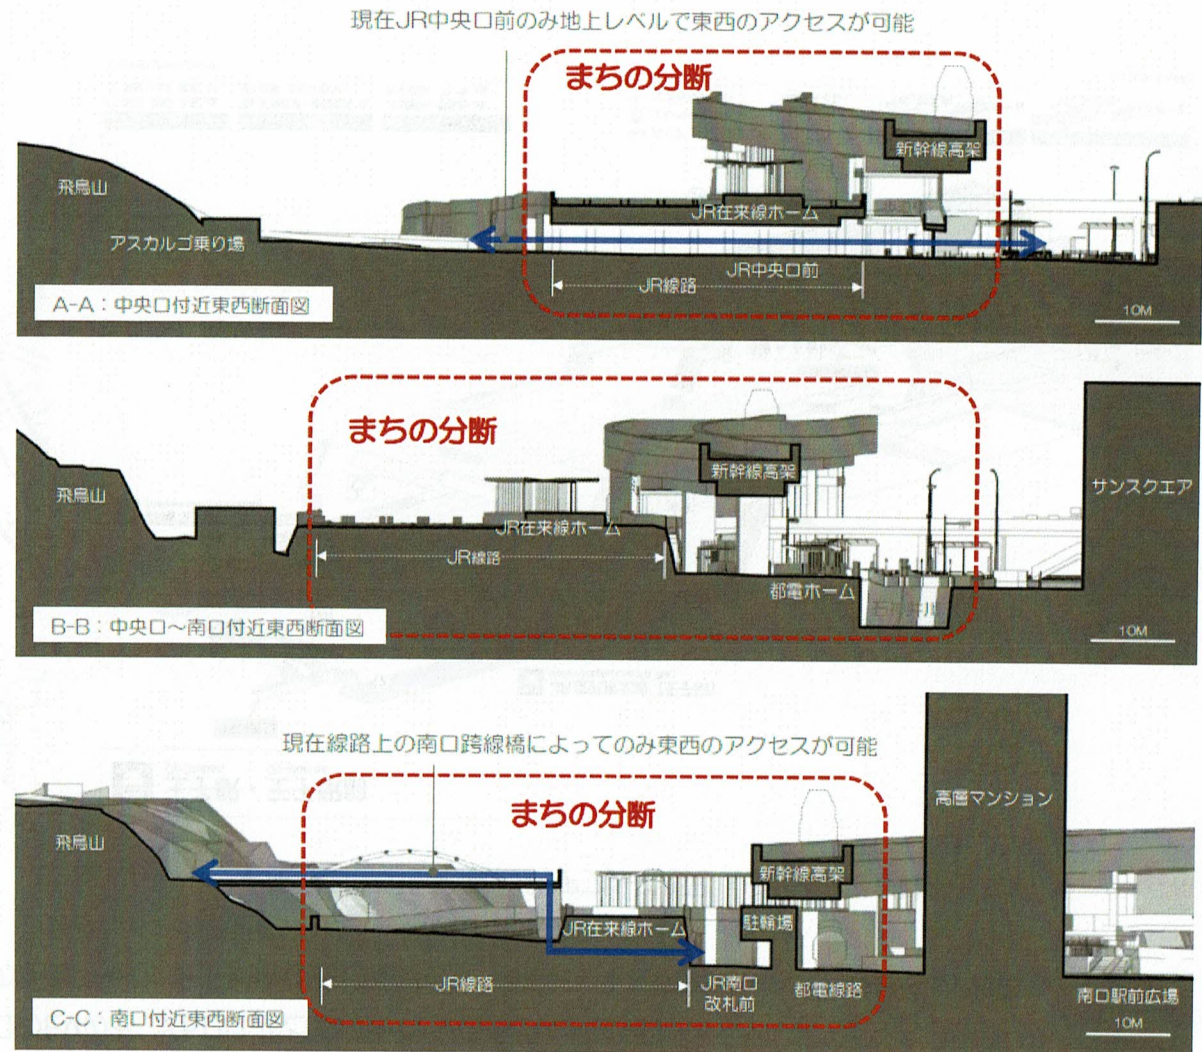 現在JR中央口前のみ地上レベルで東西のアクセスが可能
まちの分断
新幹線高架
飛鳥山
JR在来線ホーム
アスカルゴ乗り場
JR中央口前
JR線路
A-A：中央口付近東西断面図
10M
まちの分断
新幹線高架
サンスクエア
飛鳥山
JR在来線ホーム
JR線路
都電ホーム
石神井川
B-B：中央口～南口付近東西断面図
10M
現在線路上の南口跨線橋によってのみ東西のアクセスが可能
まちの分断
高層マンション
飛鳥山
新幹線高架
駐輪場
JR在来線ホーム
JR線路
JR南口
改札前
都電線路
南口駅前広場
C-C：南口付近東西断面図
10M